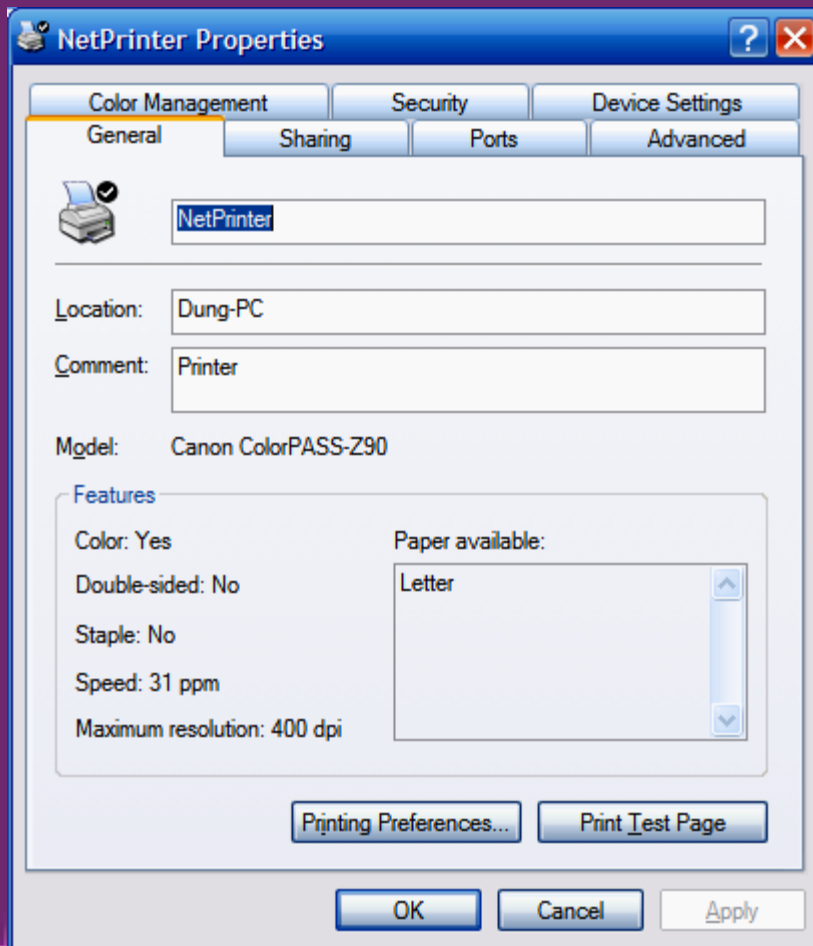 NetPrinter Properties
Color Management Security Device Settings
General Sharing Ports Advanced
NetPrinter
Location: Dung-PC
Comment: Printer
Model: Canon ColorPASS-Z90
Features
Color: Yes
Double-sided: No
Staple: No
Speed: 31 ppm
Maximum resolution: 400 dpi
Paper available:
Letter
Printing Preferences... Print Test Page
OK Cancel Apply